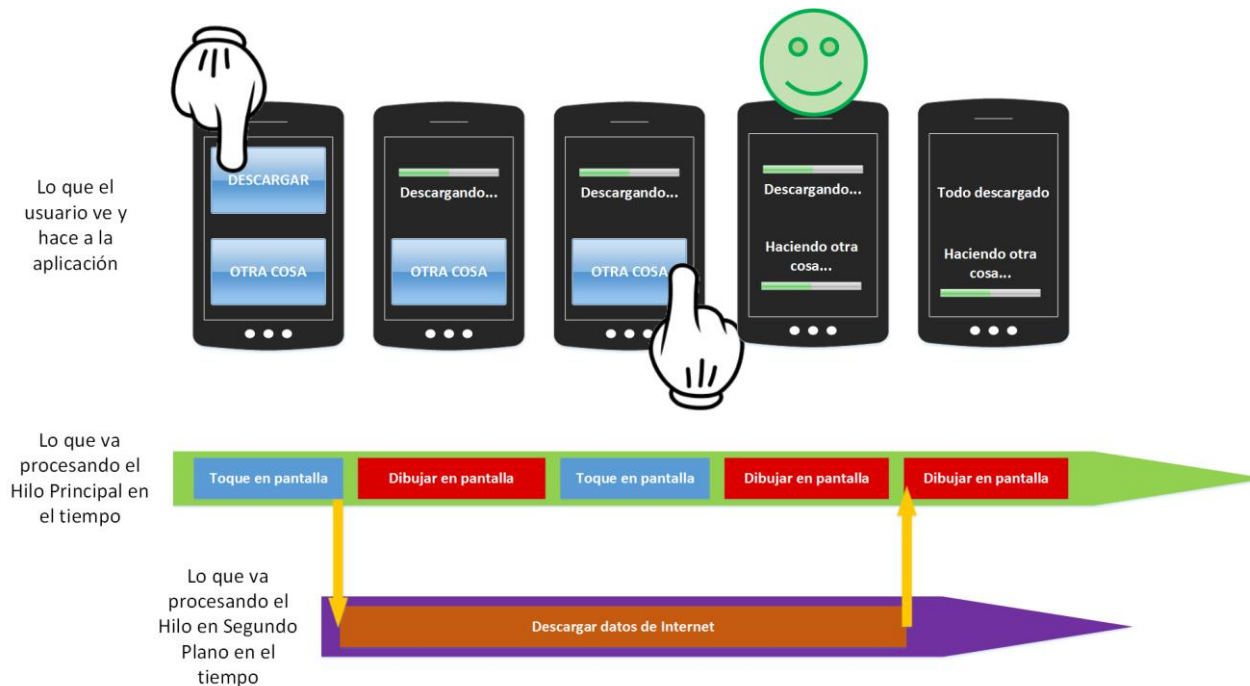 Lo que el
usuario ve y
hace a la
aplicación
DESCARGAR
OTRA COSA
Descargando...
OTRA COSA
Descargando...
OTRA COSA
Descargando...
Haciendo otra
cosa...
Todo descargado
Haciendo otra
cosa...
Lo que va
procesando el
Hilo Principal en
el tiempo
Toque en pantalla
Dibujar en pantalla
Toque en pantalla
Dibujar en pantalla
Dibujar en pantalla
Lo que va
procesando el
Hilo en Segundo
Plano en el
tiempo
Descargar datos de Internet